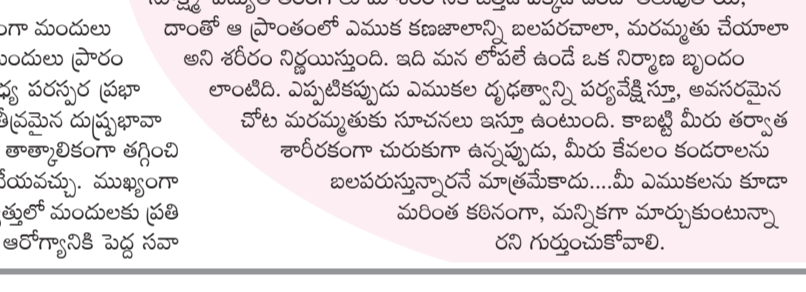 ంగా మందులు
ందులు ప్రారం
ధ్య పరస్పర ప్రభా
తీవ్రమైన దుష్ప్రభావా
తాత్కాలికంగా తగ్గించి
వేయవచ్చు. ముఖ్యంగా
త్తులో మందులకు ప్రతి
ఆరోగ్యానికి పెద్ద సవా
దాంతో ఆ ప్రాంతంలో ఎముక కణజాలాన్ని బలపరచాలా, మరమ్మతు చేయాలా
అని శరీరం నిర్ణయిస్తుంది. ఇది మన లోపలే ఉండే ఒక నిర్మాణ బృందం
లాంటిది. ఎప్పటికప్పుడు ఎముకల దృఢత్వాన్ని పర్యవేక్షిస్తూ, అవసరమైన
చోట మరమ్మతుకు సూచనలు ఇస్తూ ఉంటుంది. కాబట్టి మీరు తర్వాత
శారీరకంగా చురుకుగా ఉన్నప్పుడు, మీరు కేవలం కండరాలను
బలపరుస్తున్నారనే మాత్రమేకాదు....మీ ఎముకలను కూడా
మరింత కఠినంగా, మన్నికగా మార్చుకుంటున్నా
రని గుర్తుంచుకోవాలి.